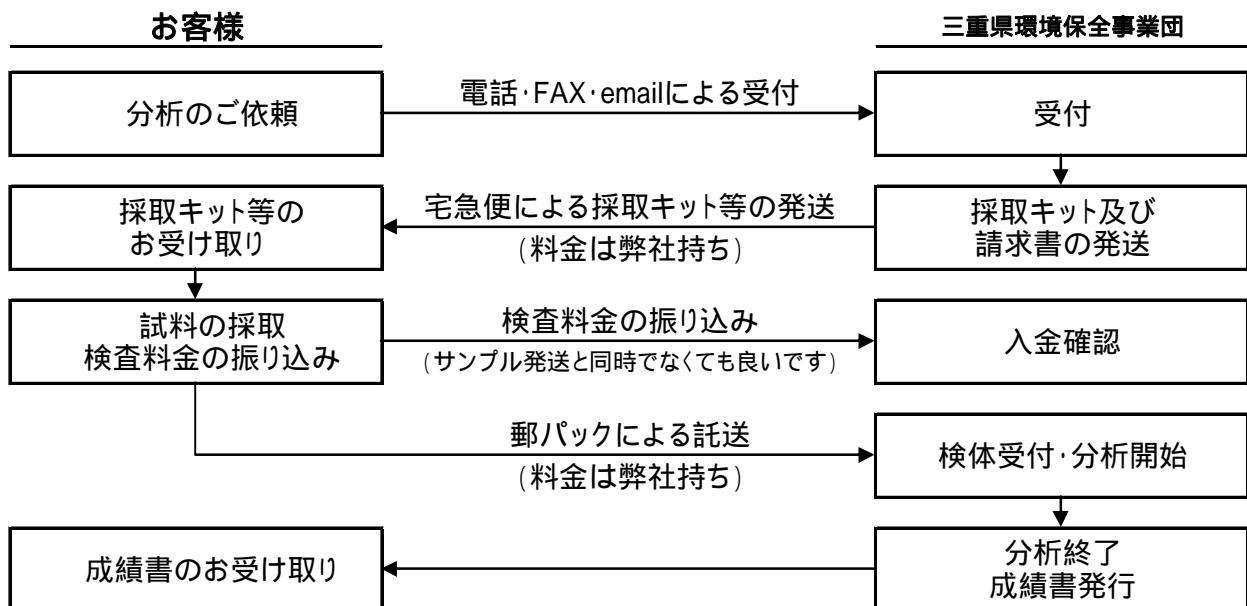 お客様
三重県環境保全事業団
分析のご依頼
電話・FAX・emailによる受付
受付
採取キット等の
お受け取り
宅急便による採取キット等の発送
(料金は弊社持ち)
採取キット及び
請求書の発送
試料の採取
検査料金の振り込み
検査料金の振り込み
(サンプル発送と同時でなくても良いです)
入金確認
郵パックによる託送
(料金は弊社持ち)
検体受付・分析開始
成績書のお受け取り
分析終了
成績書発行